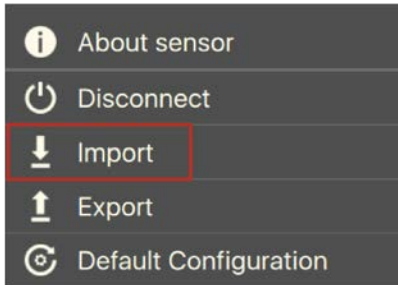 About sensor
Disconnect
Import
Export
Default Configuration